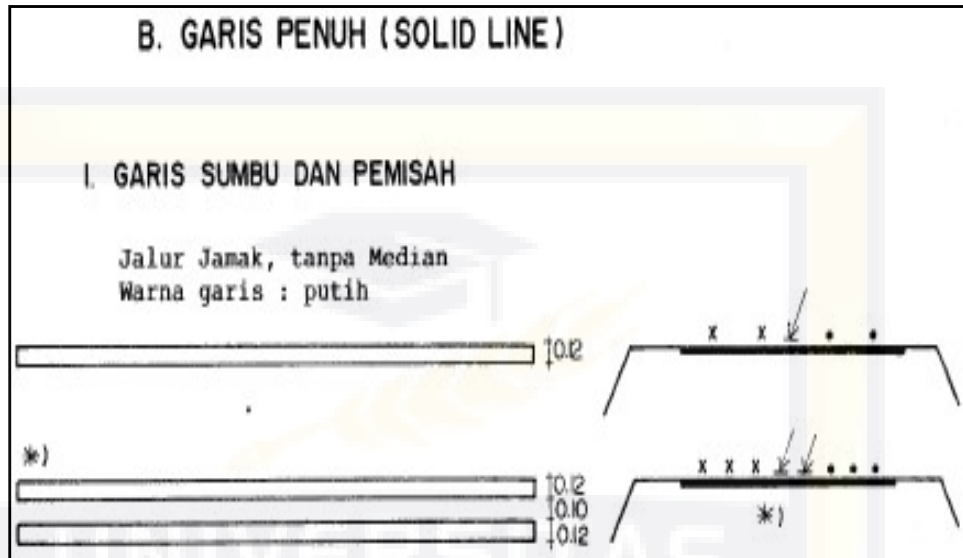 B. GARIS PENUH (SOLID LINE)
I. GARIS SUMBU DAN PEMISAH
Jalur Jamak, tanpa Median
Warna garis : putih
0.12
x x • •
*)
0.12
0.10
0.12
x x x • • •
*)